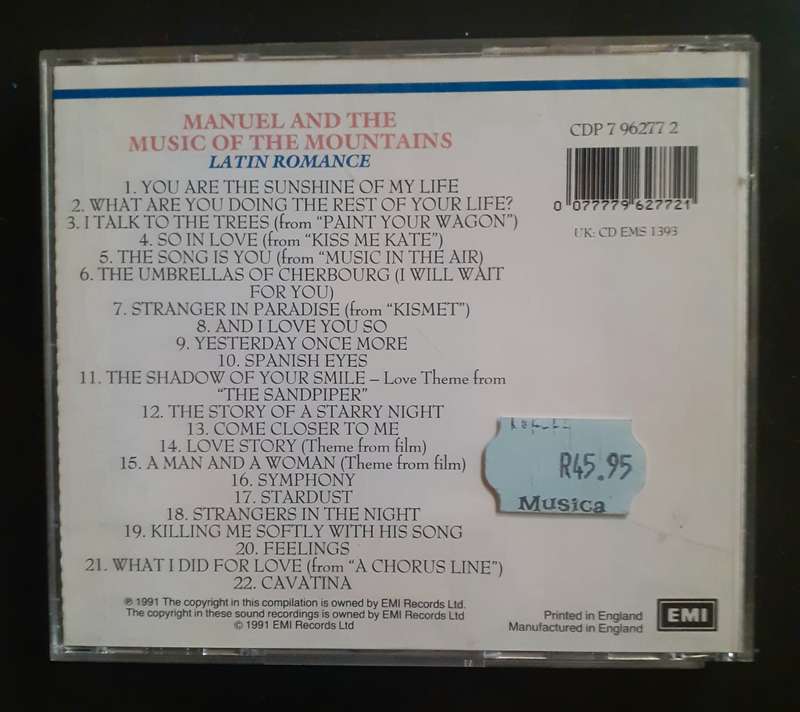 MANUEL AND THE
MUSIC OF THE MOUNTAINS
LATIN ROMANCE
1. YOU ARE THE SUNSHINE OF MY LIFE
2. WHAT ARE YOU DOING THE REST OF YOUR LIFE?
3. I TALK TO THE TREES (from “PAINT YOUR WAGON”)
4. SO IN LOVE (from “KISS ME KATE”)
5. THE SONG IS YOU (from “MUSIC IN THE AIR)
6. THE UMBRELLAS OF CHERBOURG (I WILL WAIT
FOR YOU)
7. STRANGER IN PARADISE (from “KISMET”)
8. AND I LOVE YOU SO
9. YESTERDAY ONCE MORE
10. SPANISH EYES
11. THE SHADOW OF YOUR SMILE – Love Theme from
“THE SANDPIPER”
12. THE STORY OF A STARRY NIGHT
13. COME CLOSER TO ME
14. LOVE STORY (Theme from film)
15. A MAN AND A WOMAN (Theme from film)
16. SYMPHONY
17. STARDUST
18. STRANGERS IN THE NIGHT
19. KILLING ME SOFTLY WITH HIS SONG
20. FEELINGS
21. WHAT I DID FOR LOVE (from “A CHORUS LINE”)
22. CAVATINA
℗ 1991 The copyright in this compilation is owned by EMI Records Ltd.
The copyright in these sound recordings is owned by EMI Records Ltd
© 1991 EMI Records Ltd
CDP 7 96277 2
0 077779 627721
UK: CD EMS 1393
R45.95
Musica
Printed in England
Manufactured in England
EMI